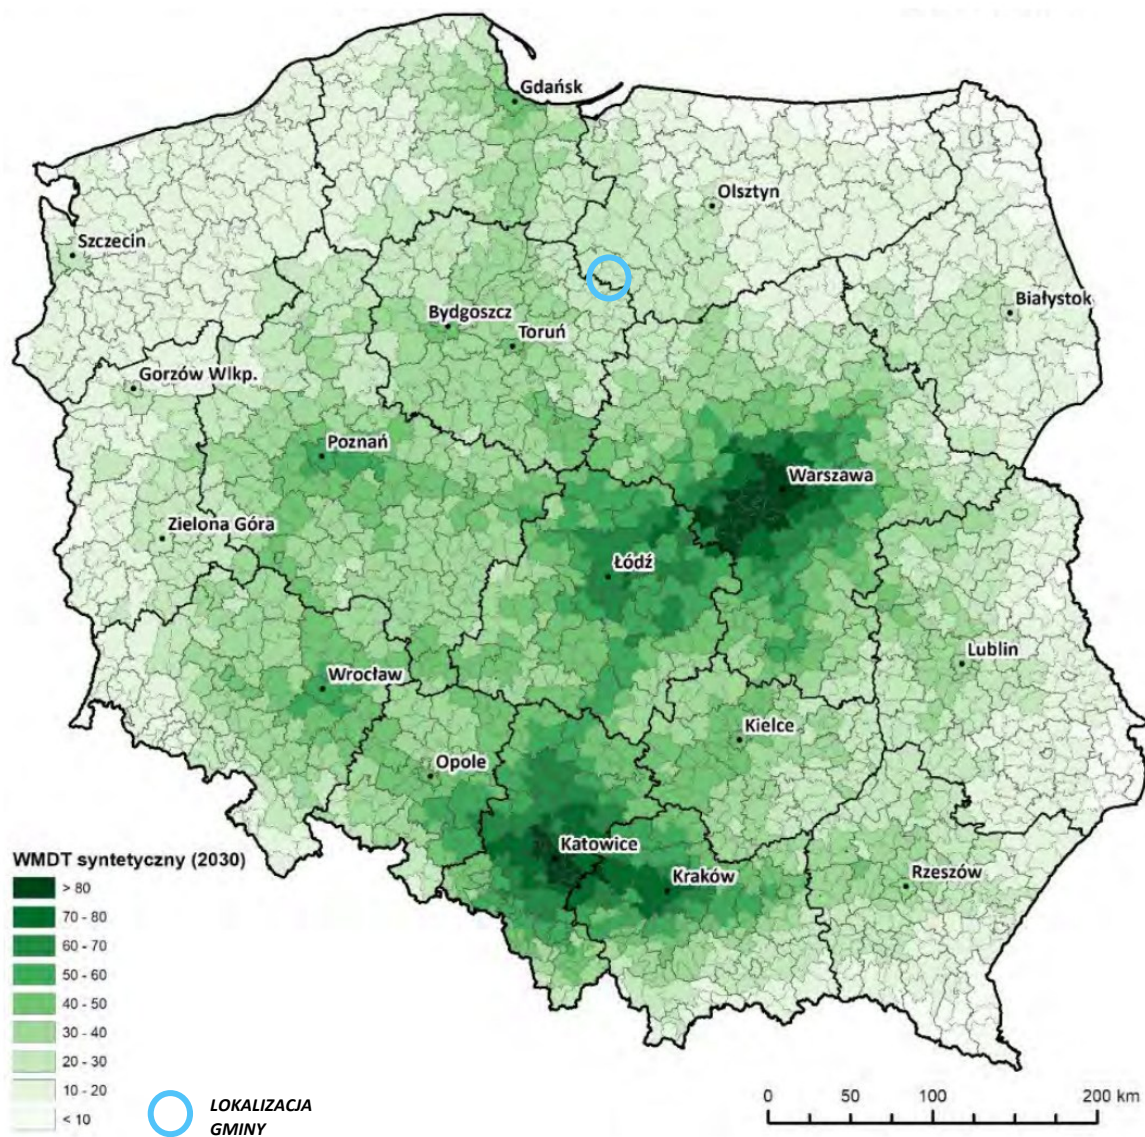 Gdańsk
Olsztyn
Szczecin
Białystok
Bydgoszcz
Toruń
Gorzów Wlkp.
Poznań
Warszawa
Zielona Góra
Łódź
Lublin
Wrocław
Kielce
Opole
Katowice
Kraków
Rzeszów
WMDT syntetyczny (2030)
> 80
70 - 80
60 - 70
50 - 60
40 - 50
30 - 40
20 - 30
10 - 20
< 10
LOKALIZACJA
GMINY
0 50 100 200 km